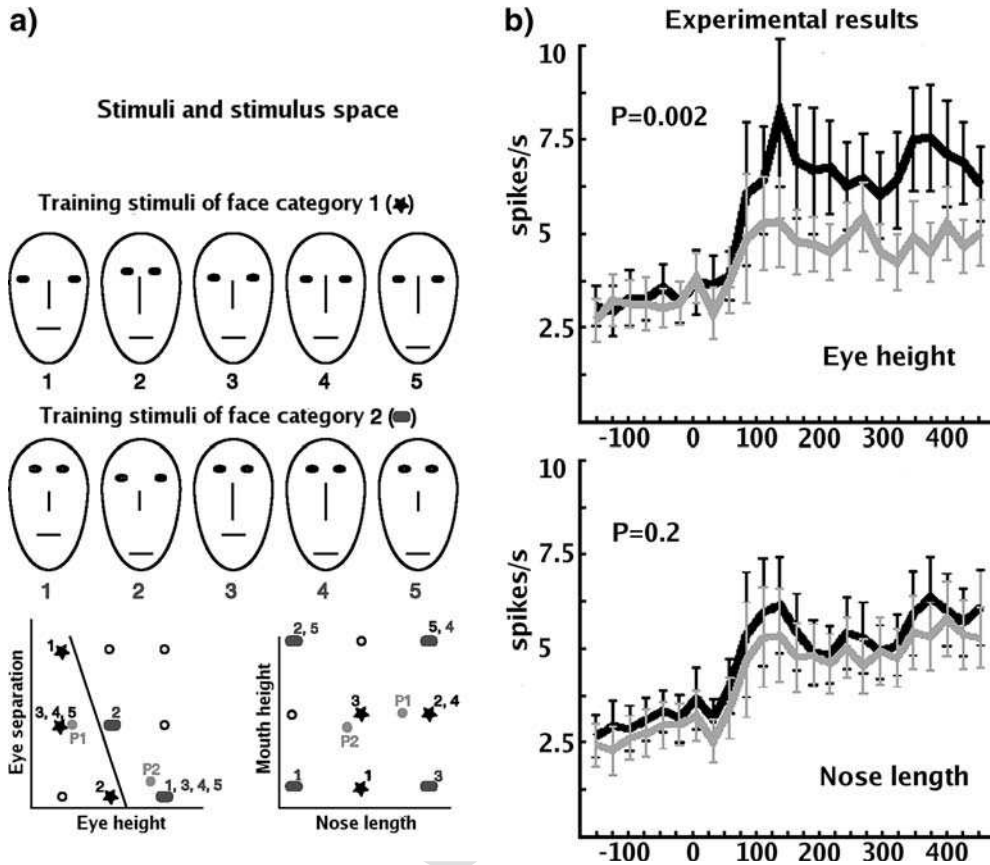 a)
Stimuli and stimulus space
Training stimuli of face category 1 (★)
1 2 3 4 5
Training stimuli of face category 2 ( )
1 2 3 4 5
Eye separation
1
3, 4, 5
P1
2
P2
2
1, 3, 4, 5
Eye height
Mouth height
2, 5
5, 4
3
2, 4
P1
P2
1
1
3
Nose length
b)
Experimental results
10
7.5
5
2.5
spikes/s
P=0.002
Eye height
-100 0 100 200 300 400
10
7.5
5
2.5
spikes/s
P=0.2
Nose length
-100 0 100 200 300 400